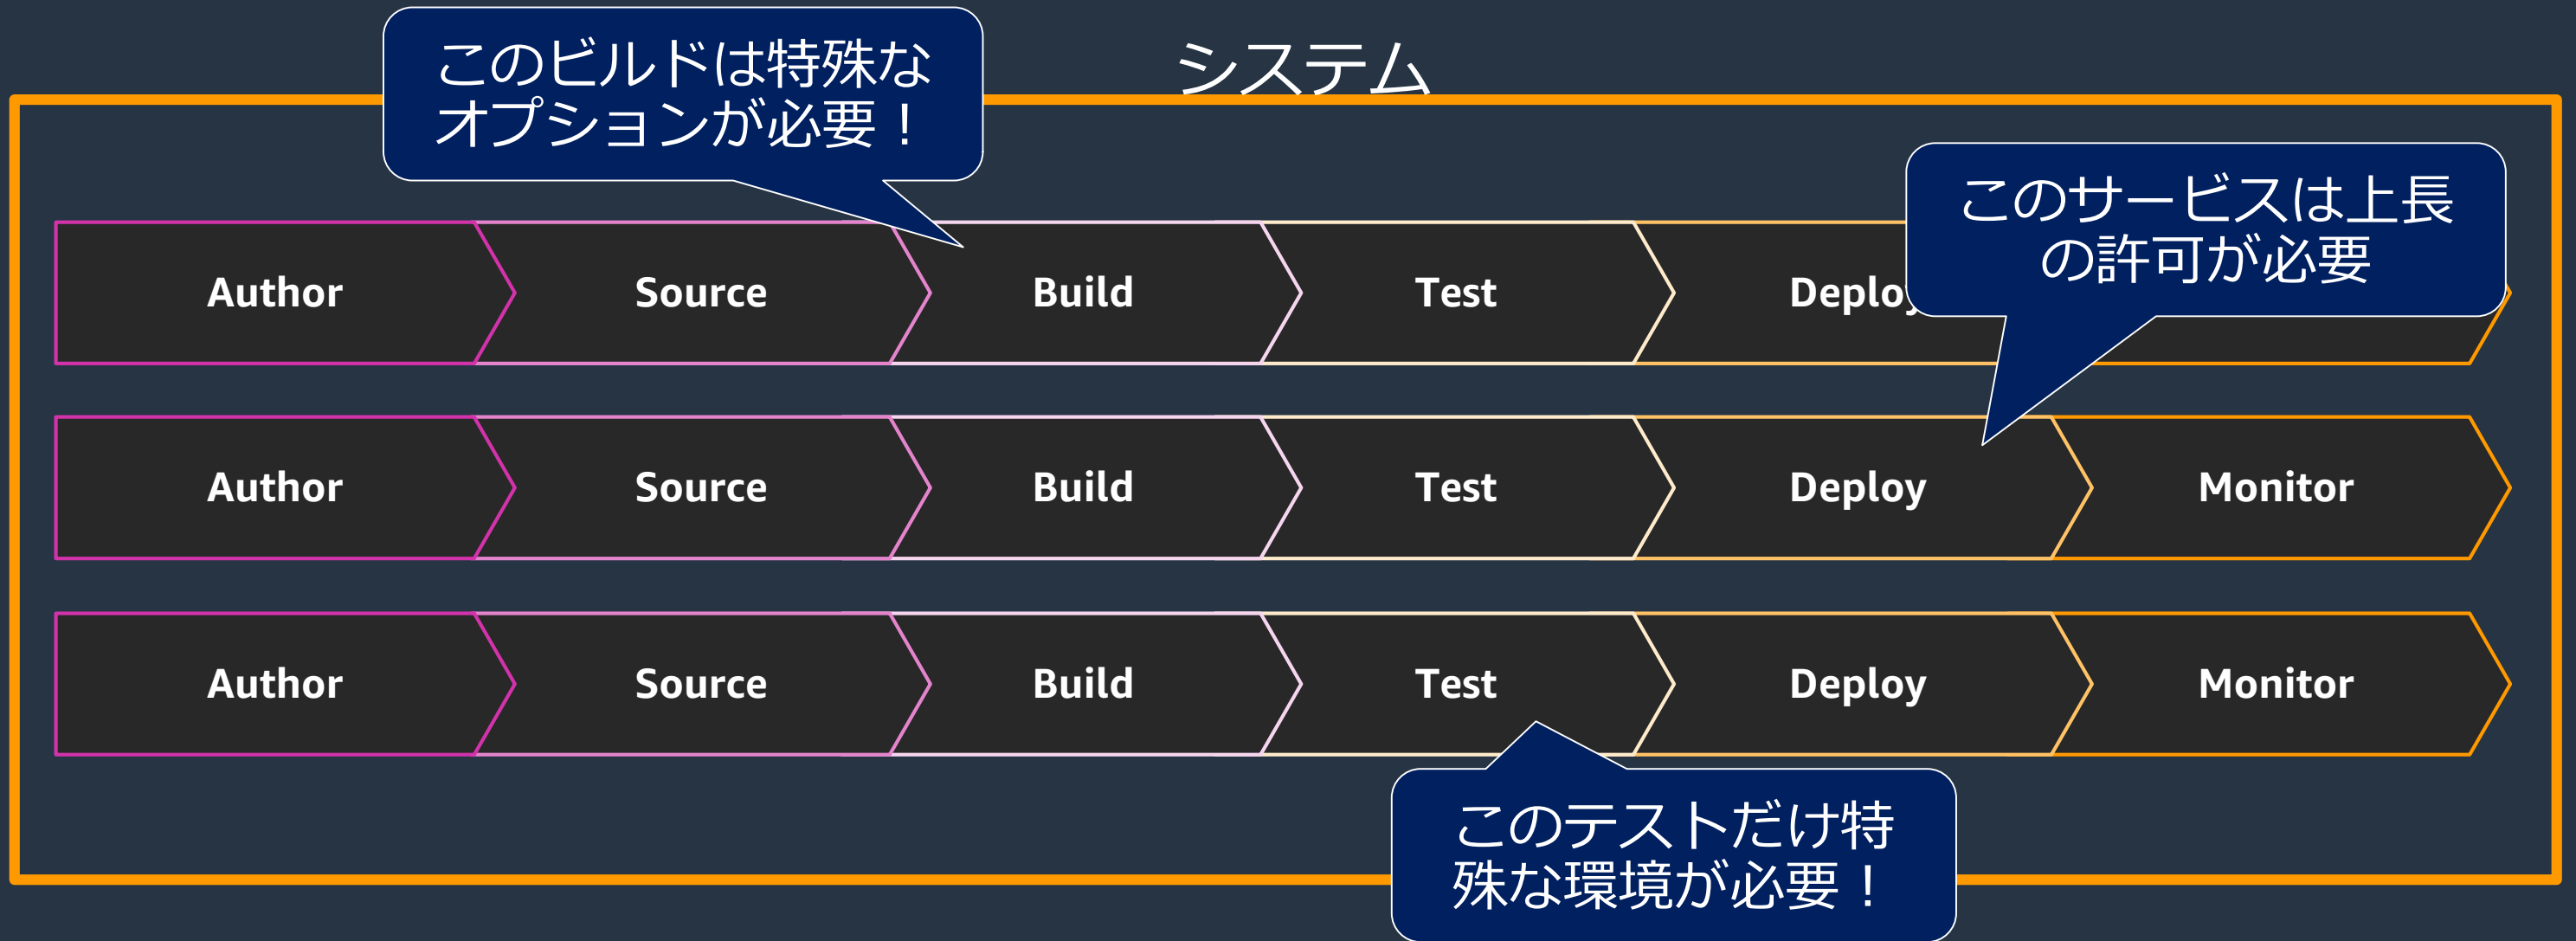 システム
このビルドは特殊な
オプションが必要！
このサービスは上長
の許可が必要
Author
Source
Build
Test
Deploy
Author
Source
Build
Test
Deploy
Monitor
Author
Source
Build
Test
Deploy
Monitor
このテストだけ特
殊な環境が必要！